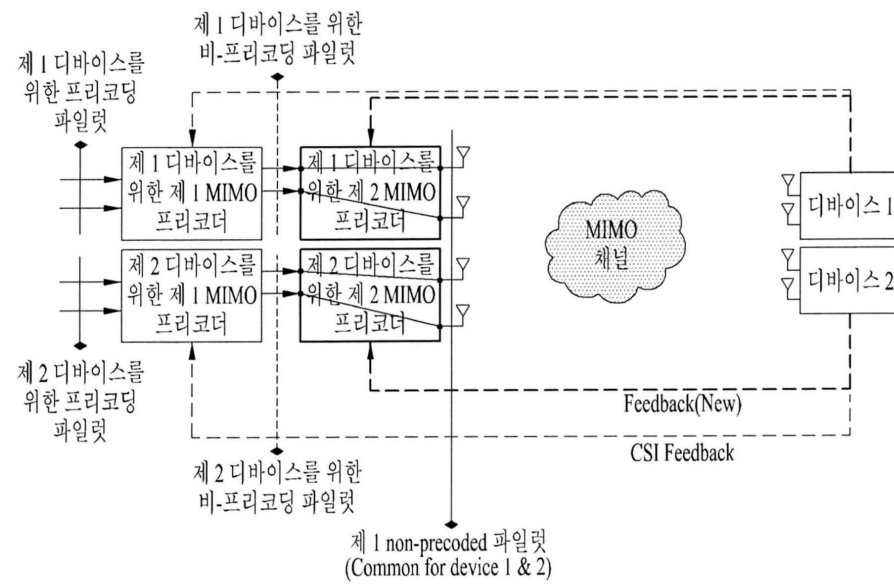 제 1 디바이스를 위한
비-프리코딩 파일럿
제 1 디바이스를
위한 프리코딩
파일럿
제 1 디바이스를
위한 제 1 MIMO
프리코더
제 1 디바이스를
위한 제 2 MIMO
프리코더
MIMO
채널
디바이스 1
디바이스 2
제 2 디바이스를
위한 제 1 MIMO
프리코더
제 2 디바이스를
위한 제 2 MIMO
프리코더
제 2 디바이스를
위한 프리코딩
파일럿
Feedback(New)
CSI Feedback
제 2 디바이스를 위한
비-프리코딩 파일럿
제 1 non-precoded 파일럿
(Common for device 1 & 2)